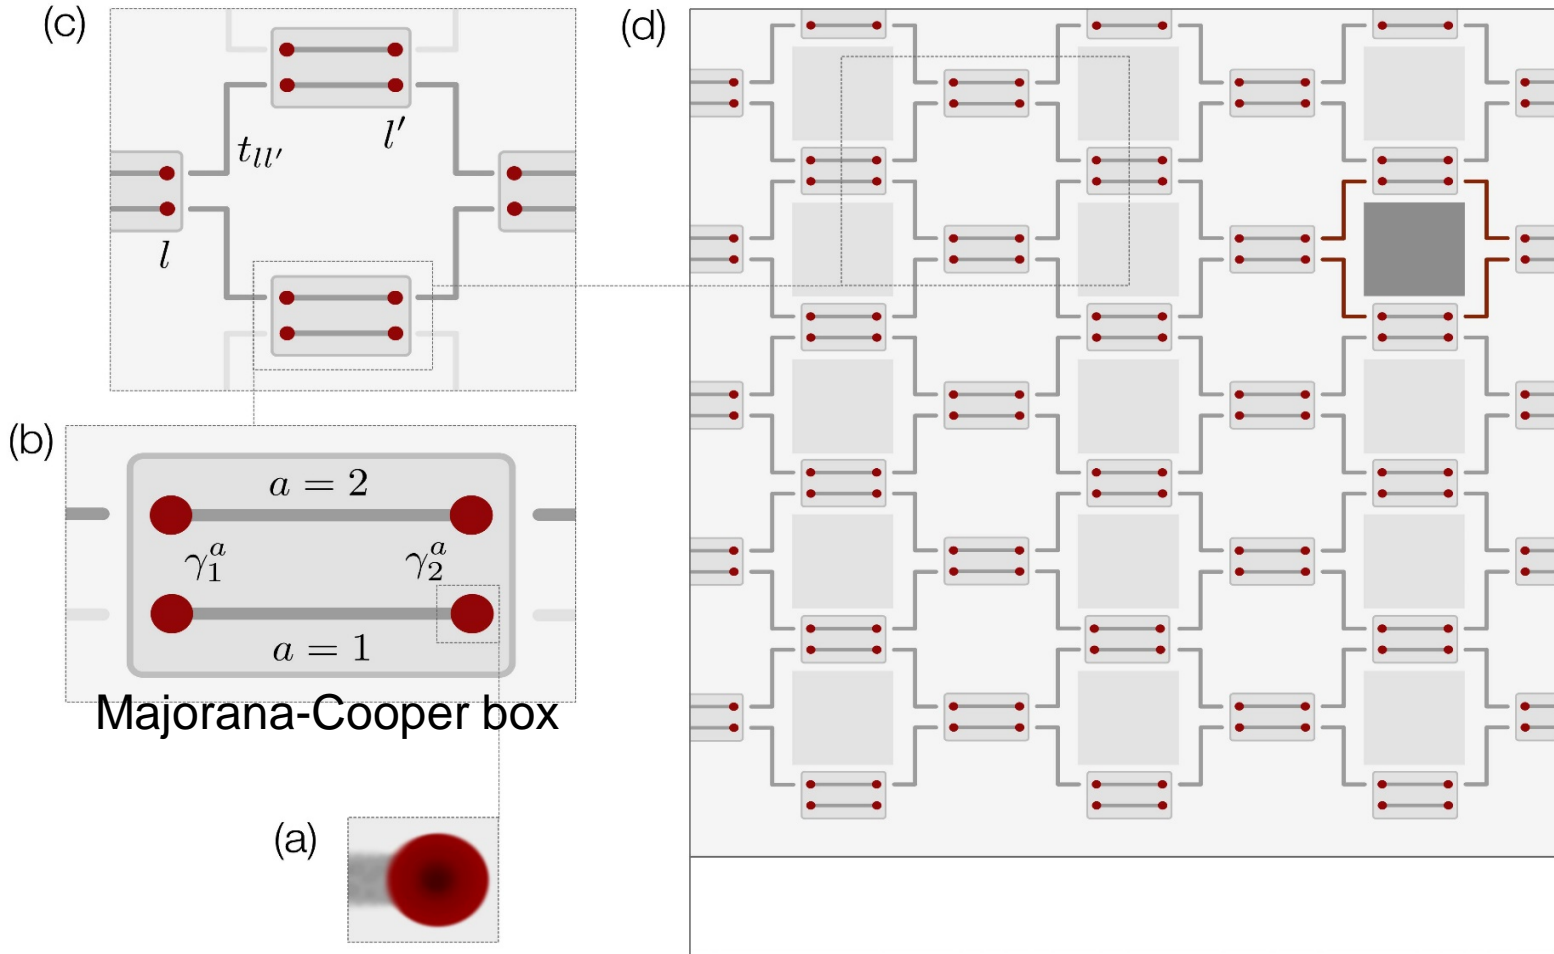 (c)
(d)
l'
t_{ll'}
l
(b)
a = 2
γ_1^a
γ_2^a
a = 1
Majorana-Cooper box
(a)